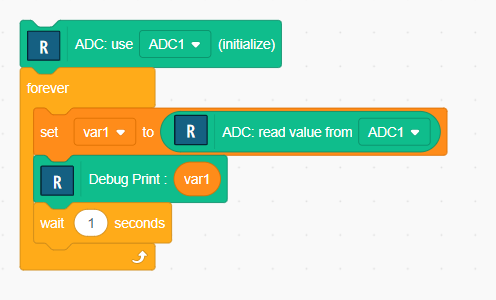 R ADC: use ADC1 (initialize)
forever
set var1 to R ADC: read value from ADC1
R Debug Print : var1
wait 1 seconds